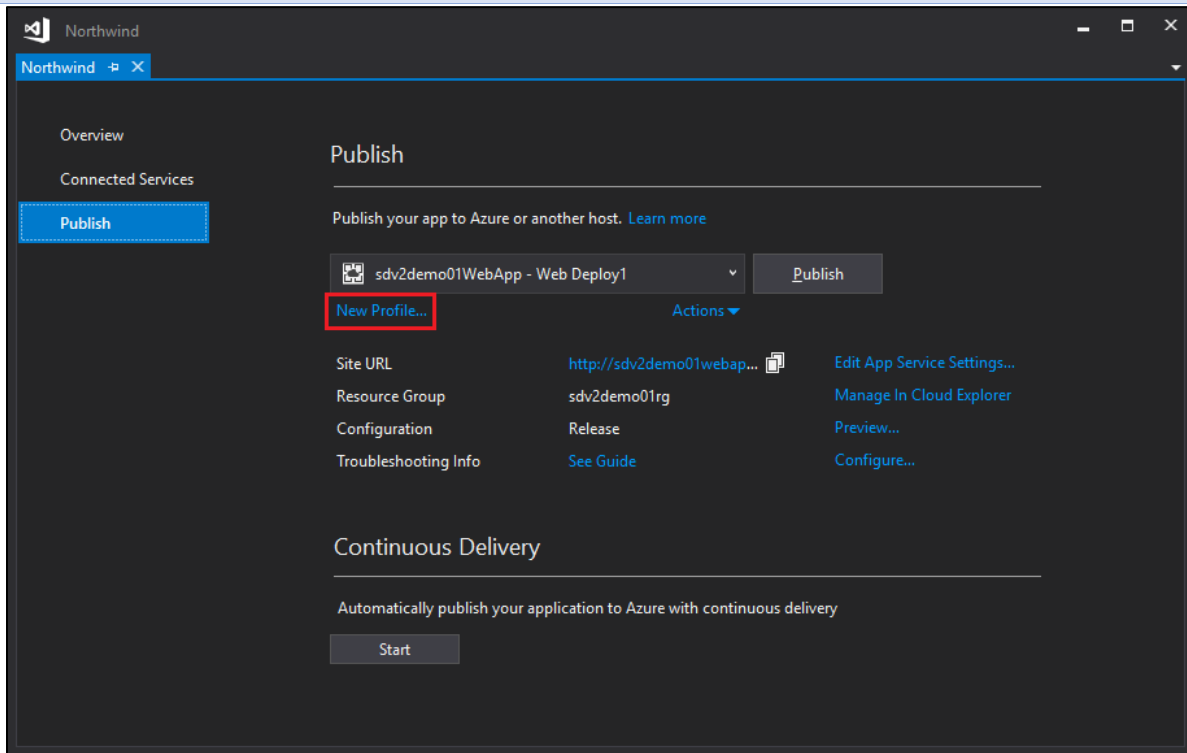 Northwind
Northwind
Overview
Connected Services
Publish
Publish
Publish your app to Azure or another host. Learn more
sdv2demo01WebApp - Web Deploy1
Publish
New Profile...
Actions
Site URL http://sdv2demo01webap... Edit App Service Settings...
Resource Group sdv2demo01rg Manage In Cloud Explorer
Configuration Release Preview...
Troubleshooting Info See Guide Configure...
Continuous Delivery
Automatically publish your application to Azure with continuous delivery
Start